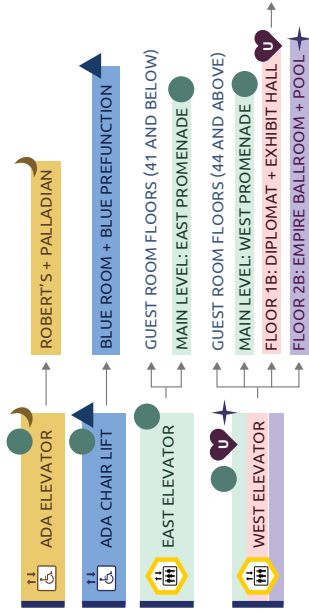 ADA ELEVATOR
ROBERT'S + PALLADIAN
ADA CHAIR LIFT
BLUE ROOM + BLUE PREFUNCTION
EAST ELEVATOR
GUEST ROOM FLOORS (41 AND BELOW)
MAIN LEVEL: EAST PROMENADE
WEST ELEVATOR
U
GUEST ROOM FLOORS (44 AND ABOVE)
MAIN LEVEL: WEST PROMENADE
FLOOR 1B: DIPLOMAT + EXHIBIT HALL
U
FLOOR 2B: EMPIRE BALLROOM + POOL